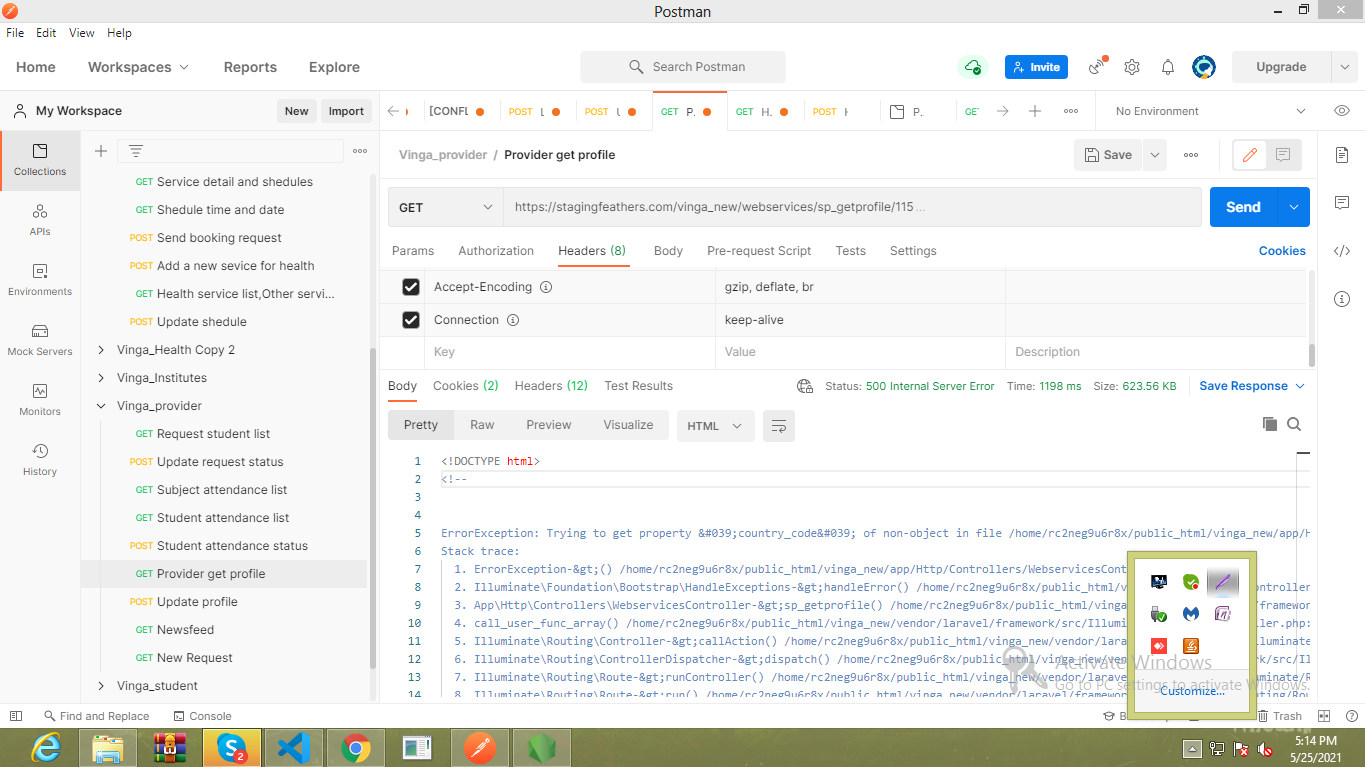 Postman
File Edit View Help
Home Workspaces Reports Explore Search Postman Invite Upgrade
My Workspace New Import [CONFL POST POST GET P. GET H. POST P. GET No Environment
Vinga_provider / Provider get profile Save
Collections
APIs
Environments
Mock Servers
Monitors
History
GET Service detail and shedules
GET Shedule time and date
POST Send booking request
POST Add a new sevice for health
GET Health service list,Other servi...
POST Update shedule
Vinga_Health Copy 2
Vinga_Institutes
Vinga_provider
GET Request student list
POST Update request status
GET Subject attendance list
GET Student attendance list
POST Student attendance status
GET Provider get profile
POST Update profile
GET Newsfeed
GET New Request
Vinga_student
GET https://stagingfeathers.com/vinga_new/webservices/sp_getprofile/115 ... Send
Params Authorization Headers (8) Body Pre-request Script Tests Settings Cookies
Accept-Encoding gzip, deflate, br
Connection keep-alive
Key Value Description
Body Cookies (2) Headers (12) Test Results Status: 500 Internal Server Error Time: 1198 ms Size: 623.56 KB Save Response
Pretty Raw Preview Visualize HTML
1 <!DOCTYPE html>
2 <!--
3
4
5 ErrorException: Trying to get property &#039;country_code&#039; of non-object in file /home/rc2neg9u6r8x/public_html/vinga_new/app/H
6 Stack trace:
7 1. ErrorException-&gt;() /home/rc2neg9u6r8x/public_html/vinga_new/app/Http/Controllers/WebservicesCont
8 2. Illuminate\Foundation\Bootstrap\HandleExceptions-&gt;handleError() /home/rc2neg9u6r8x/public_html/v ontroller
9 3. App\Http\Controllers\WebservicesController-&gt;sp_getprofile() /home/rc2neg9u6r8x/public_html/vinga /framewor
10 4. call_user_func_array() /home/rc2neg9u6r8x/public_html/vinga_new/vendor/laravel/framework/src/Illumi ller.php:
11 5. Illuminate\Routing\Controller-&gt;callAction() /home/rc2neg9u6r8x/public_html/vinga_new/vendor/lara lluminate
12 6. Illuminate\Routing\ControllerDispatcher-&gt;dispatch() /home/rc2neg9u6r8x/public_html/vinga_new/ven rk/src/Il
13 7. Illuminate\Routing\Route-&gt;runController() /home/rc2neg9u6r8x/public_html/vinga_new/vendor/larave uminate/R
14 8. Illuminate\Routing\Route-&gt;run() /home/rc2neg9u6r8x/public_html/vinga_new/vendor/laravel/framewor ting/Rou
Activate Windows
Go to PC settings to activate Windows.
Customize...
Find and Replace Console Trash
2
5:14 PM
5/25/2021